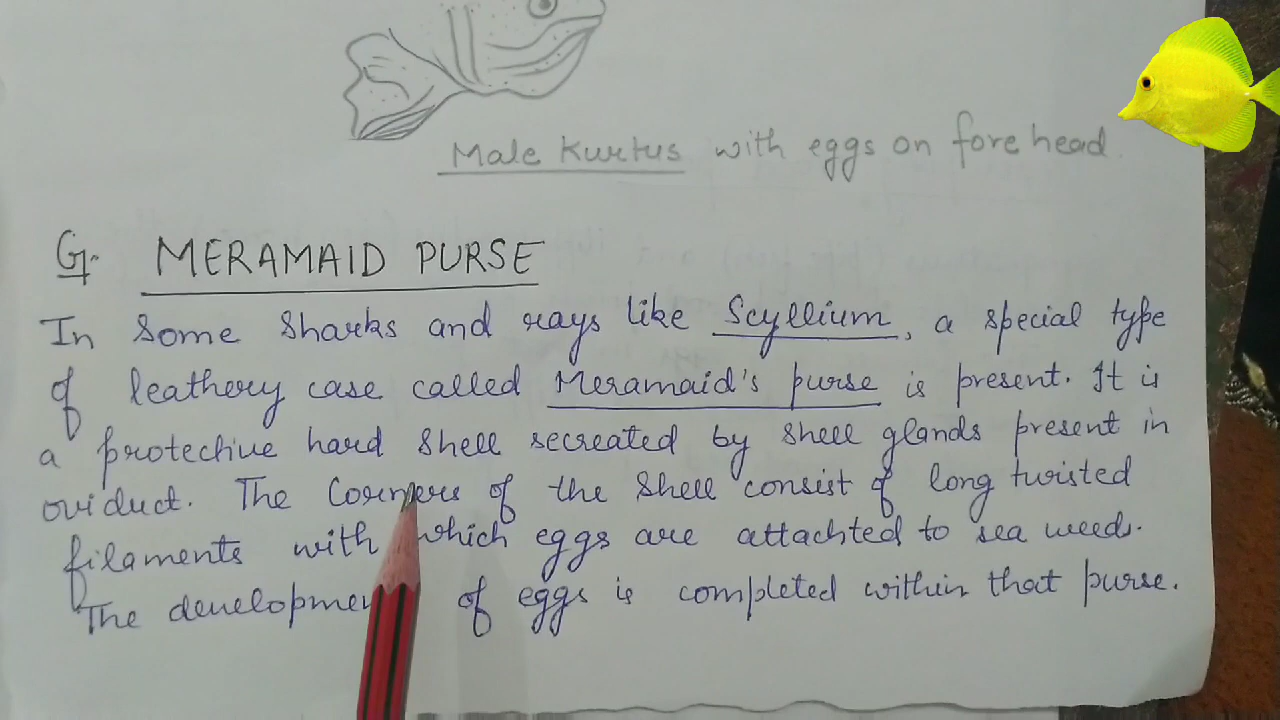 Male Kurtus with eggs on fore head.
G. MERAMAID PURSE
In Some Sharks and rays like Scyllium, a special type
of leathery case called Meramaid's purse is present. It is
a protective hard shell secreated by shell glands present in
oviduct. The Corners of the shell consist of long twisted
filaments with which eggs are attachted to sea weed.
The developmen of eggs is completed within that purse.